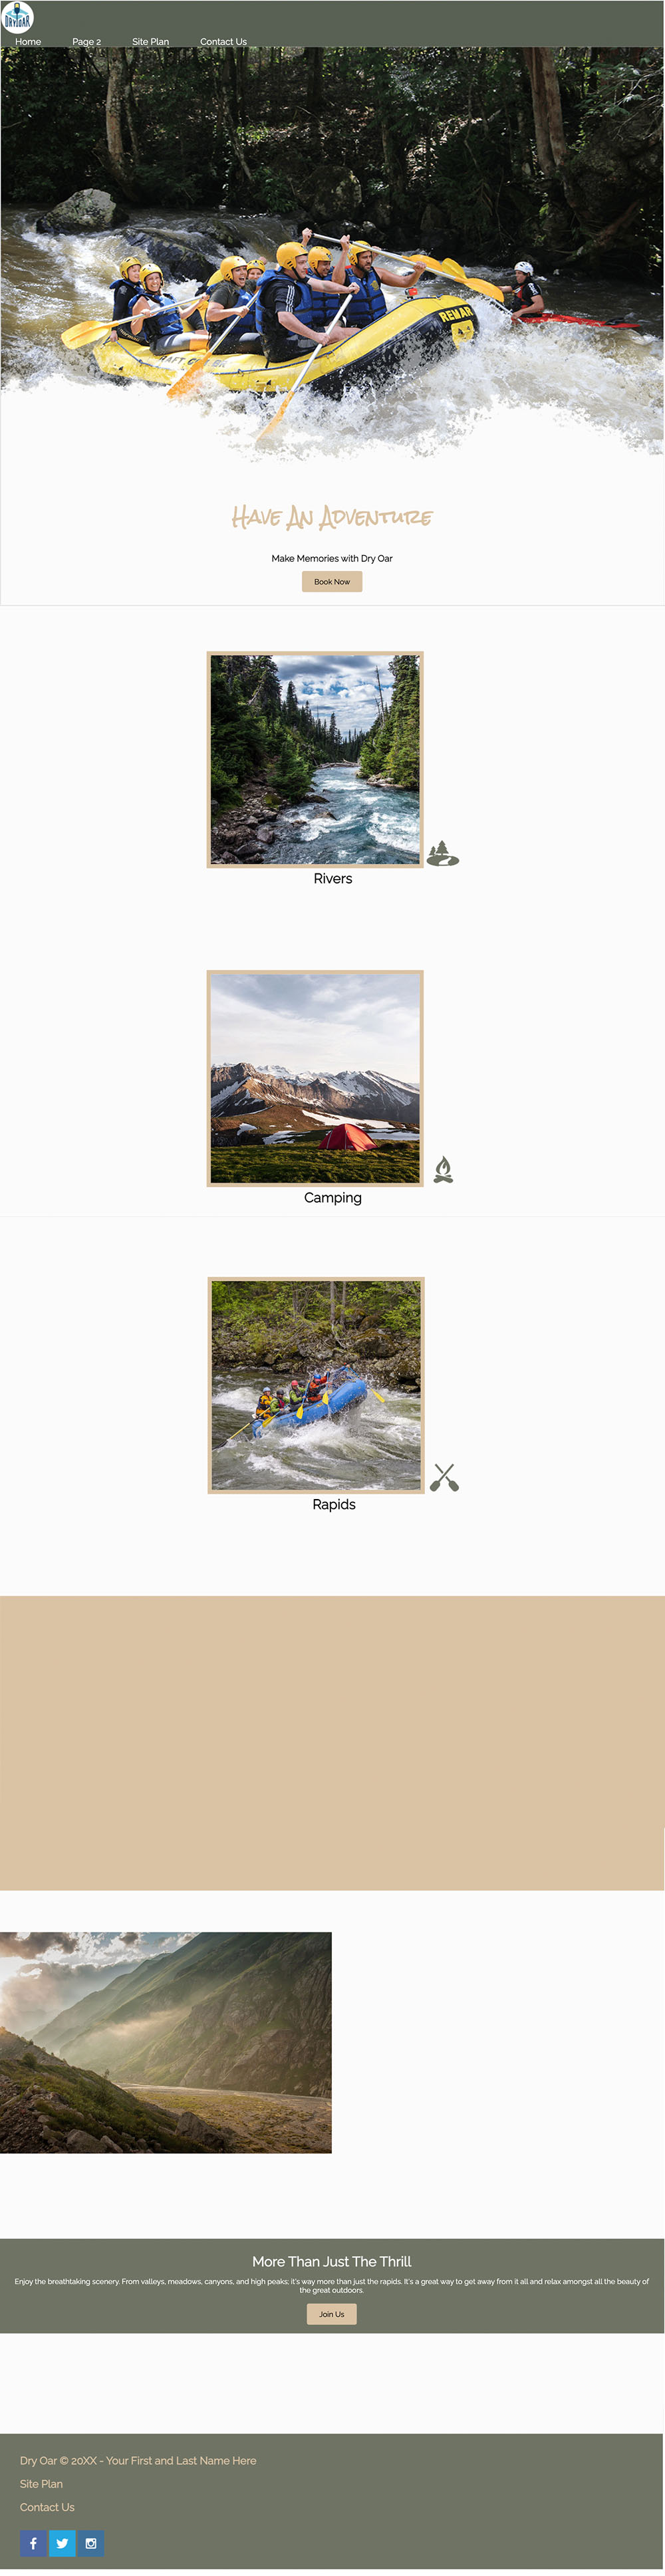 DRYOAR
Home Page 2 Site Plan Contact Us
REMAR
Have An Adventure
Make Memories with Dry Oar
Book Now
Rivers
Camping
Rapids
More Than Just The Thrill
Enjoy the breathtaking scenery. From valleys, meadows, canyons, and high peaks; it's way more than just the rapids. It's a great way to get away from it all and relax amongst all the beauty of
the great outdoors.
Join Us
Dry Oar © 20XX - Your First and Last Name Here
Site Plan
Contact Us